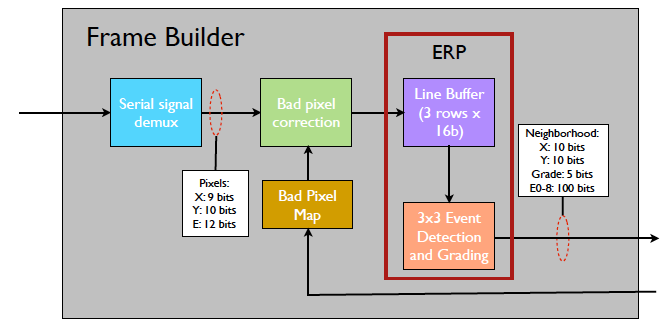 Frame Builder
ERP
Serial signal
demux
Bad pixel
correction
Line Buffer
(3 rows x
16b)
Neighborhood:
X: 10 bits
Y: 10 bits
Grade: 5 bits
E0-8: 100 bits
Pixels:
X: 9 bits
Y: 10 bits
E: 12 bits
Bad Pixel
Map
3x3 Event
Detection
and Grading